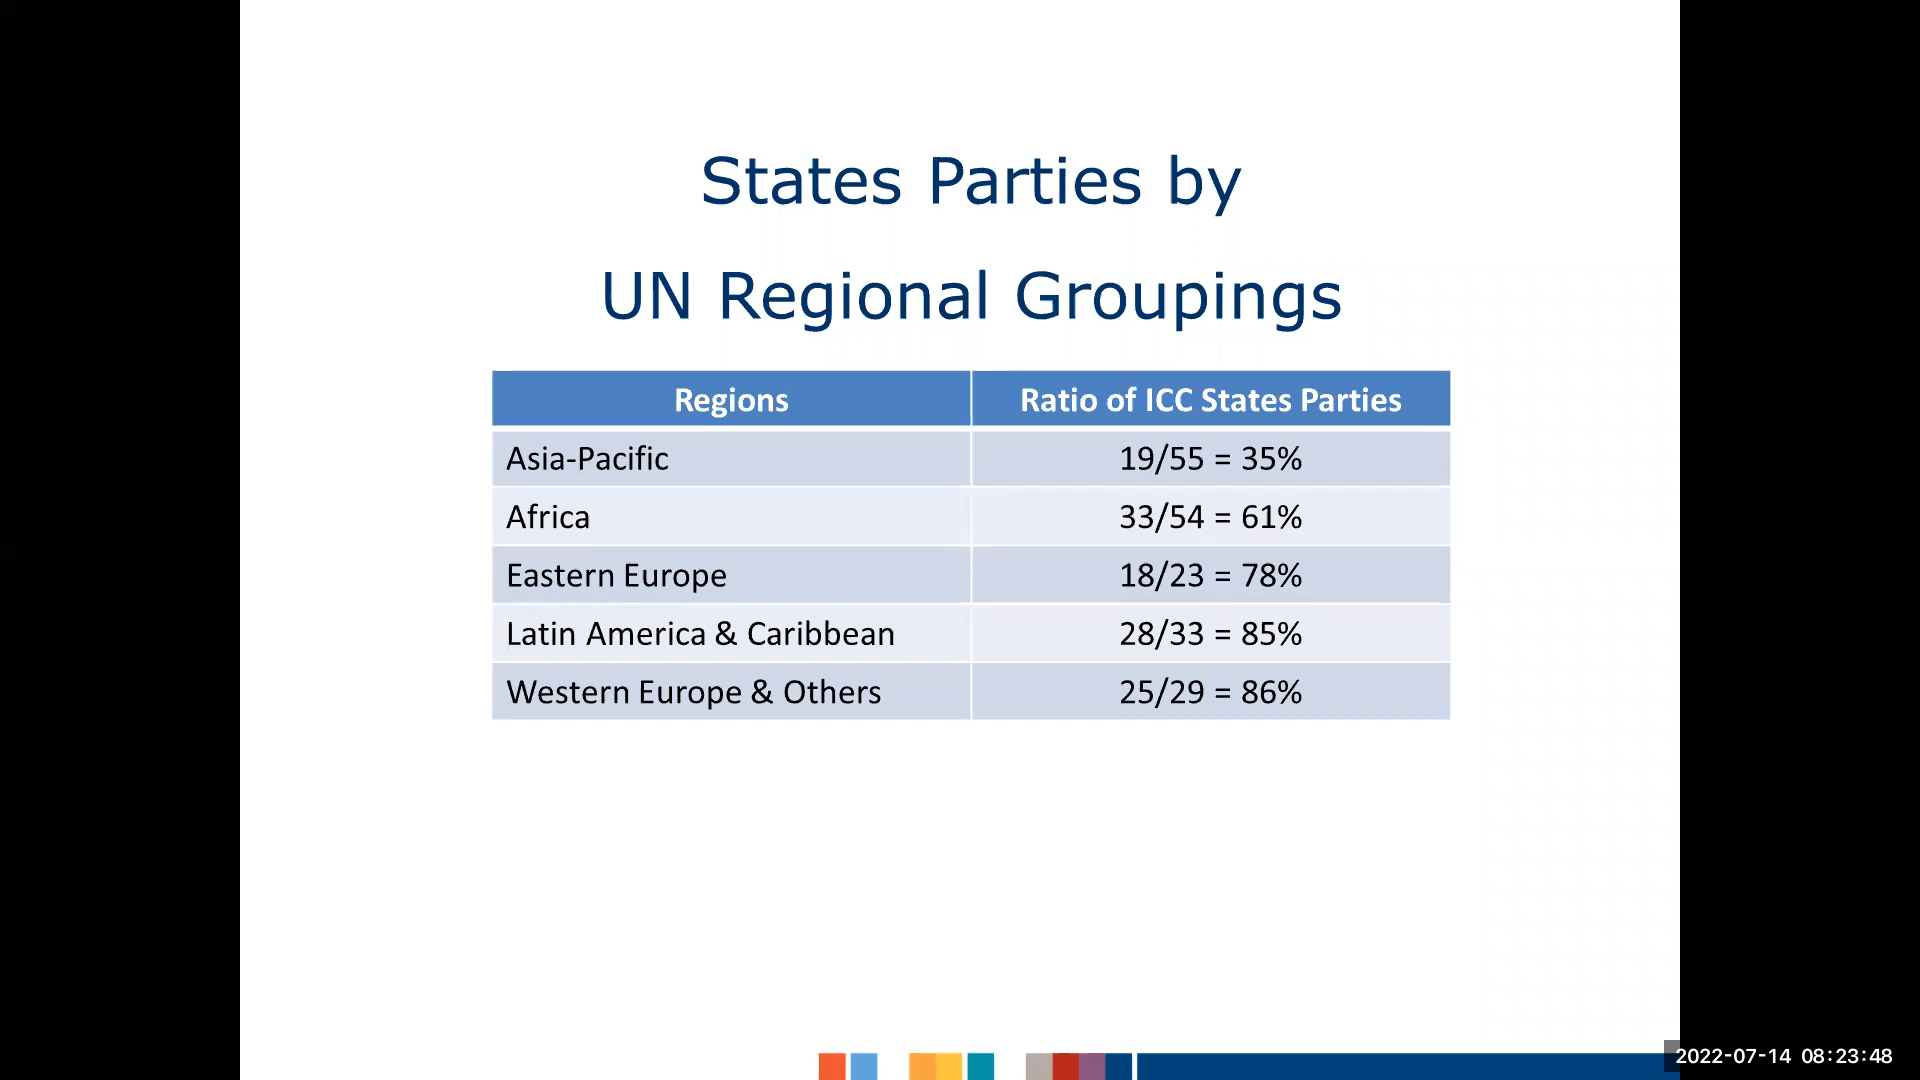 States Parties by
UN Regional Groupings
Regions Ratio of ICC States Parties
Asia-Pacific 19/55 = 35%
Africa 33/54 = 61%
Eastern Europe 18/23 = 78%
Latin America & Caribbean 28/33 = 85%
Western Europe & Others 25/29 = 86%
2022-07-14 08:23:48